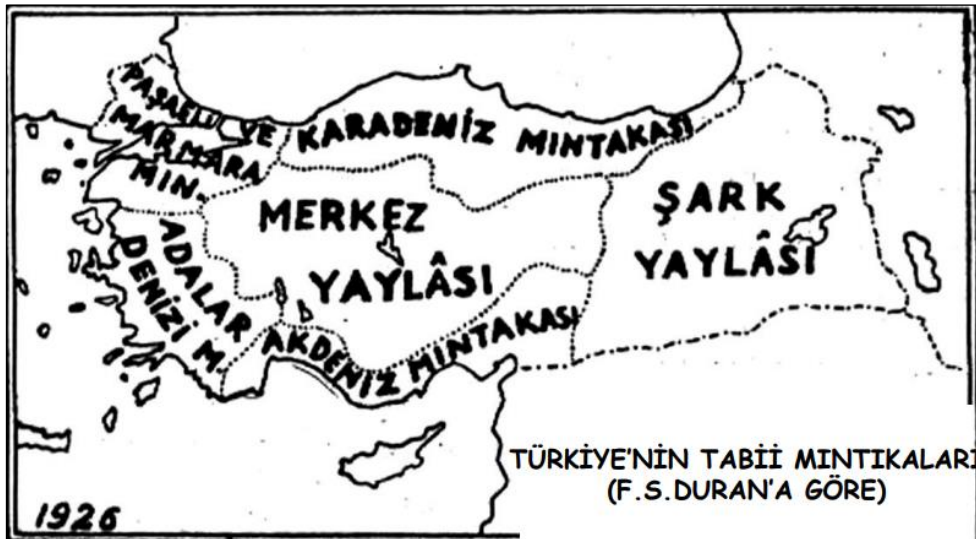 PAŞAELİ VE
MARMARA
MIN.
KARADENİZ MINTAKASI
MERKEZ
YAYLÂSI
ŞARK
YAYLÂSI
ADALAR
DENİZİ M.
AKDENİZ MINTAKASI
TÜRKİYE'NİN TABİİ MINTIKALARI
(F.S.DURAN'A GÖRE)
1926